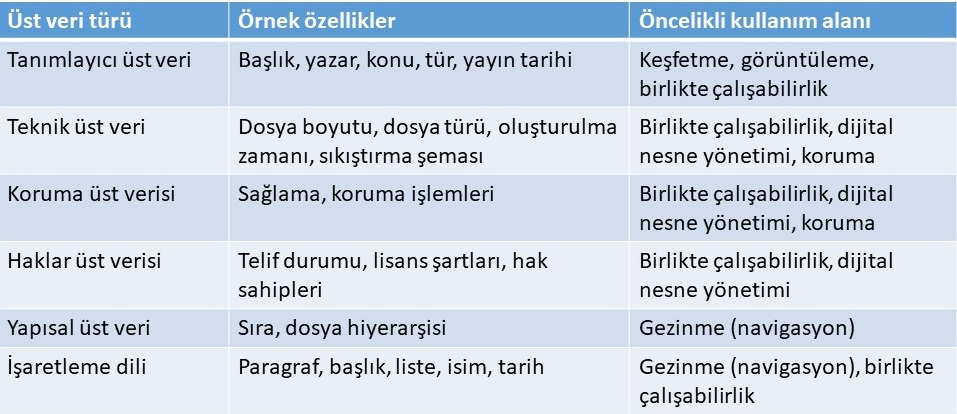 Üst veri türü
Örnek özellikler
Öncelikli kullanım alanı
Tanımlayıcı üst veri
Başlık, yazar, konu, tür, yayın tarihi
Keşfetme, görüntüleme,
birlikte çalışabilirlik
Teknik üst veri
Dosya boyutu, dosya türü, oluşturulma
zamanı, sıkıştırma şeması
Birlikte çalışabilirlik, dijital
nesne yönetimi, koruma
Koruma üst verisi
Sağlama, koruma işlemleri
Birlikte çalışabilirlik, dijital
nesne yönetimi, koruma
Haklar üst verisi
Telif durumu, lisans şartları, hak
sahipleri
Birlikte çalışabilirlik, dijital
nesne yönetimi
Yapısal üst veri
Sıra, dosya hiyerarşisi
Gezinme (navigasyon)
İşaretleme dili
Paragraf, başlık, liste, isim, tarih
Gezinme (navigasyon), birlikte
çalışabilirlik